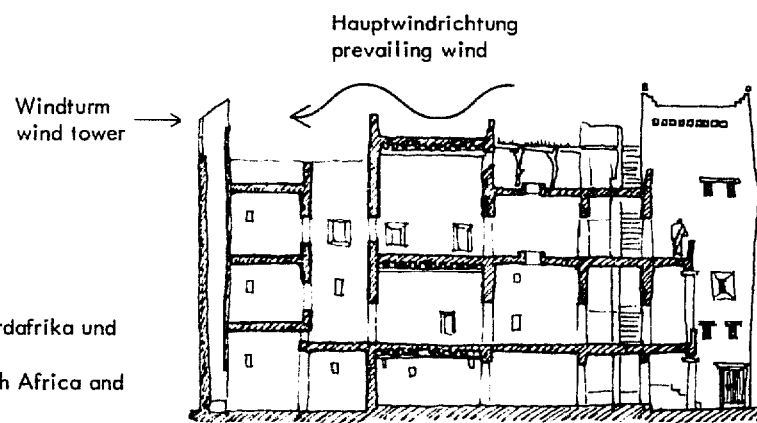 Hauptwindrichtung
prevailing wind
Windturm
wind tower
rdafrika und
h Africa and